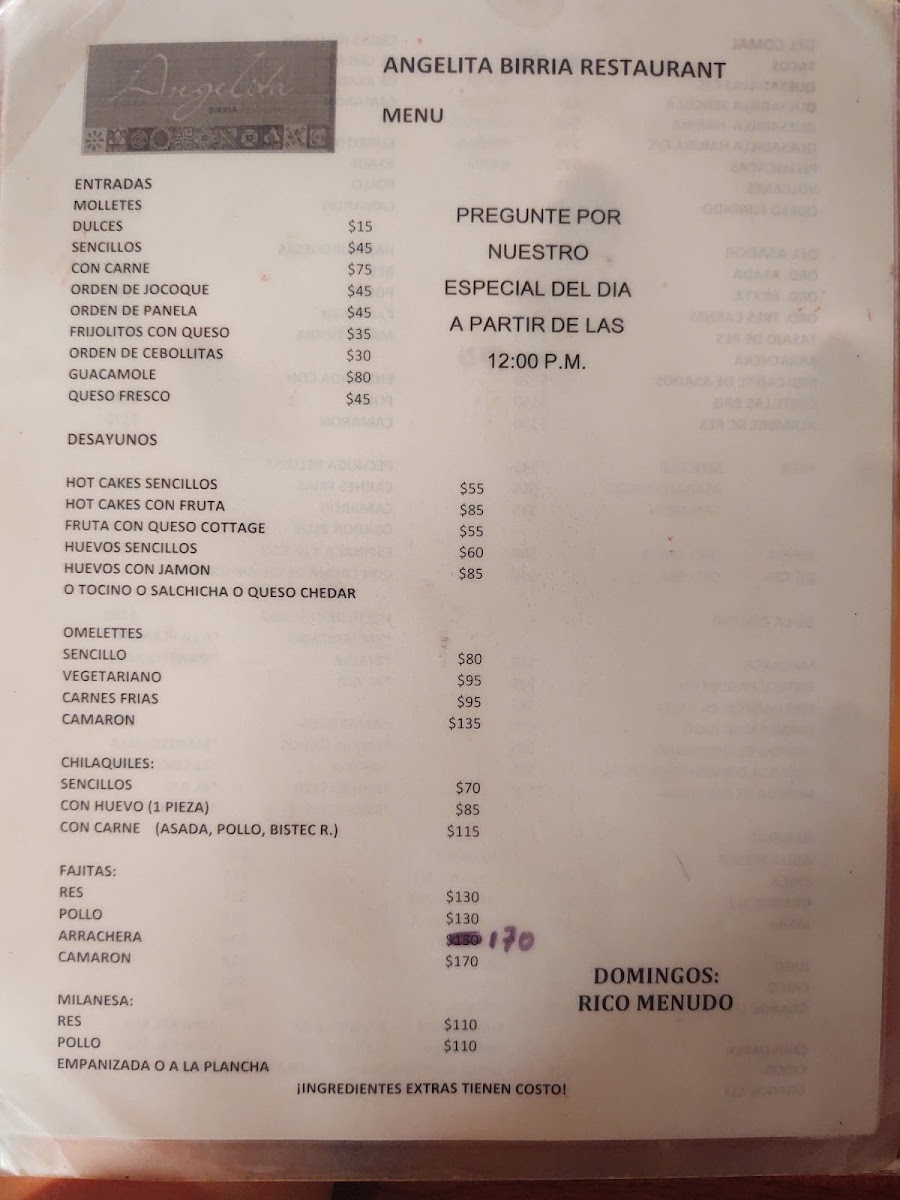 Angelita
BIRRIA
ANGELITA BIRRIA RESTAURANT
MENU
ENTRADAS
MOLLETES
DULCES $15
SENCILLOS $45
CON CARNE $75
ORDEN DE JOCOQUE $45
ORDEN DE PANELA $45
FRIJOLITOS CON QUESO $35
ORDEN DE CEBOLLITAS $30
GUACAMOLE $80
QUESO FRESCO $45
PREGUNTE POR
NUESTRO
ESPECIAL DEL DIA
A PARTIR DE LAS
12:00 P.M.
DESAYUNOS
HOT CAKES SENCILLOS $55
HOT CAKES CON FRUTA $85
FRUTA CON QUESO COTTAGE $55
HUEVOS SENCILLOS $60
HUEVOS CON JAMON $85
O TOCINO O SALCHICHA O QUESO CHEDAR
OMELETTES
SENCILLO $80
VEGETARIANO $95
CARNES FRIAS $95
CAMARON $135
CHILAQUILES:
SENCILLOS $70
CON HUEVO (1 PIEZA) $85
CON CARNE (ASADA, POLLO, BISTEC R.) $115
FAJITAS:
RES $130
POLLO $130
ARRACHERA 170
CAMARON $170
DOMINGOS:
RICO MENUDO
MILANESA:
RES $110
POLLO $110
EMPANIZADA O A LA PLANCHA
¡INGREDIENTES EXTRAS TIENEN COSTO!